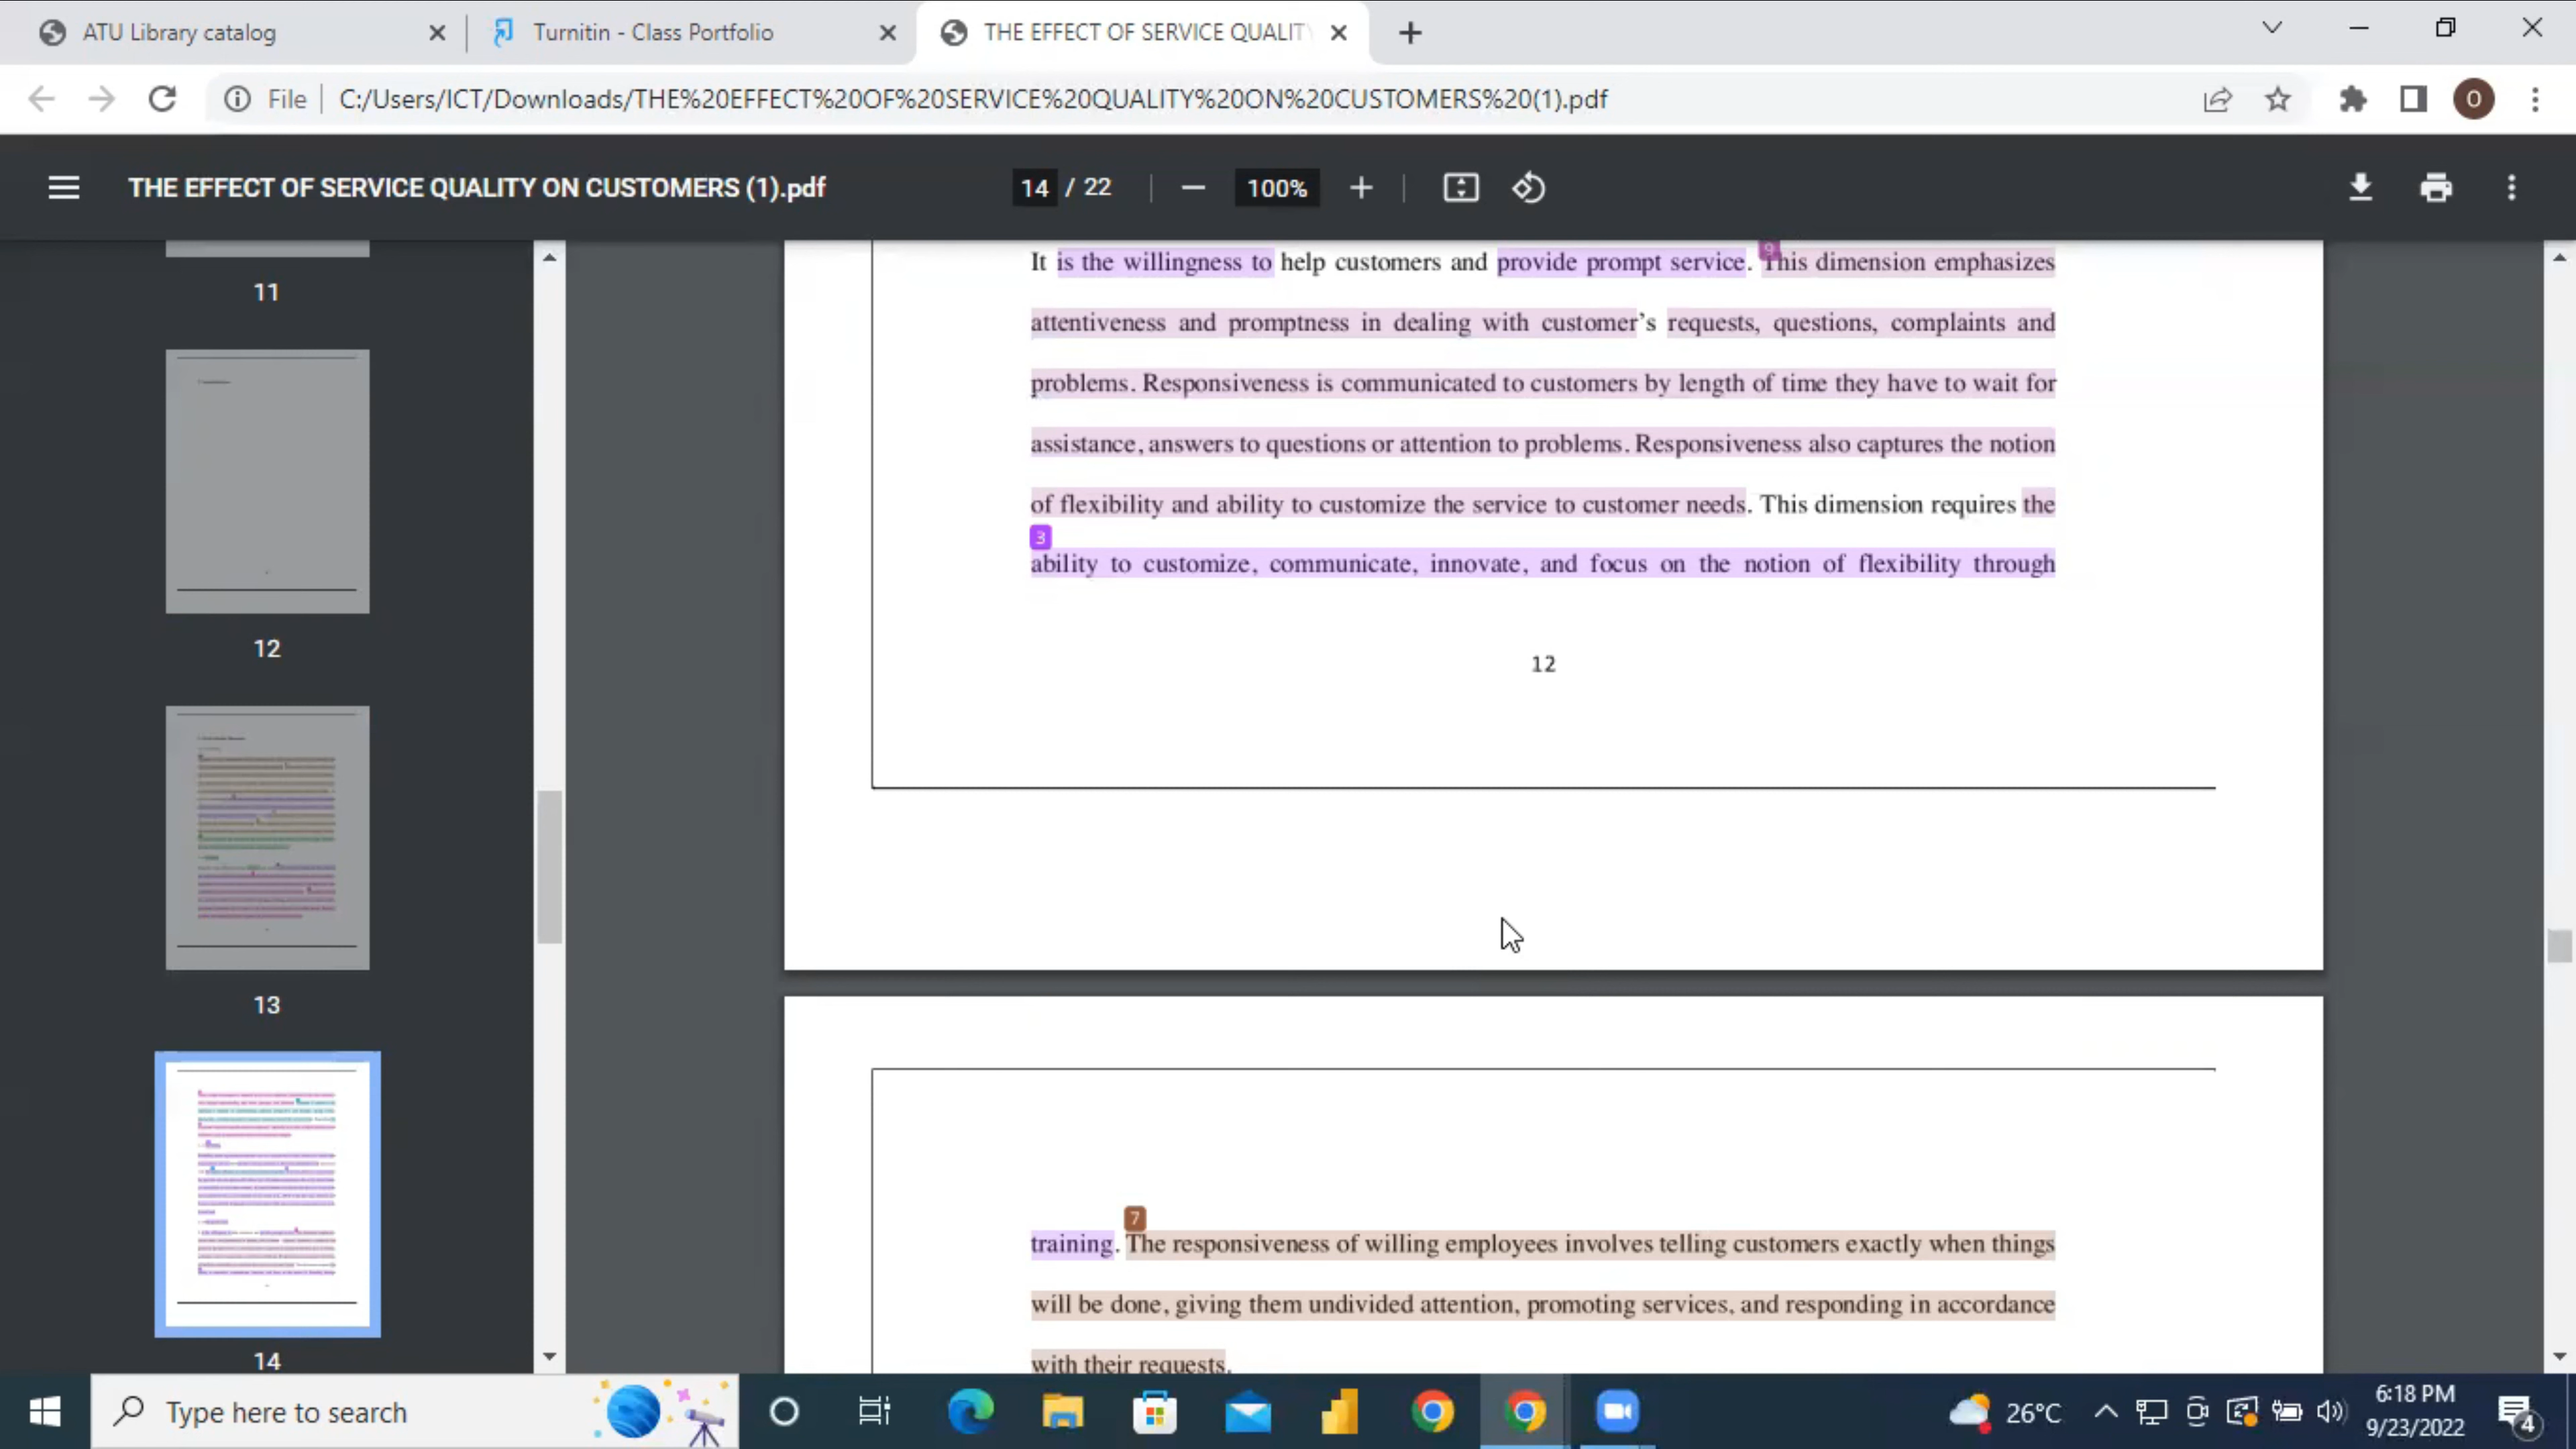 ATU Library catalog
Turnitin - Class Portfolio
THE EFFECT OF SERVICE QUALIT
File
C:/Users/ICT/Downloads/THE%20EFFECT%20OF%20SERVICE%20QUALITY%20ON%20CUSTOMERS%20(1).pdf
O
THE EFFECT OF SERVICE QUALITY ON CUSTOMERS (1).pdf
14 / 22
100%
11
12
13
14
9
It is the willingness to help customers and provide prompt service. This dimension emphasizes
attentiveness and promptness in dealing with customer’s requests, questions, complaints and
problems. Responsiveness is communicated to customers by length of time they have to wait for
assistance, answers to questions or attention to problems. Responsiveness also captures the notion
of flexibility and ability to customize the service to customer needs. This dimension requires the
3
ability to customize, communicate, innovate, and focus on the notion of flexibility through
12
7
training. The responsiveness of willing employees involves telling customers exactly when things
will be done, giving them undivided attention, promoting services, and responding in accordance
with their requests.
Type here to search
26°C
6:18 PM
9/23/2022
4